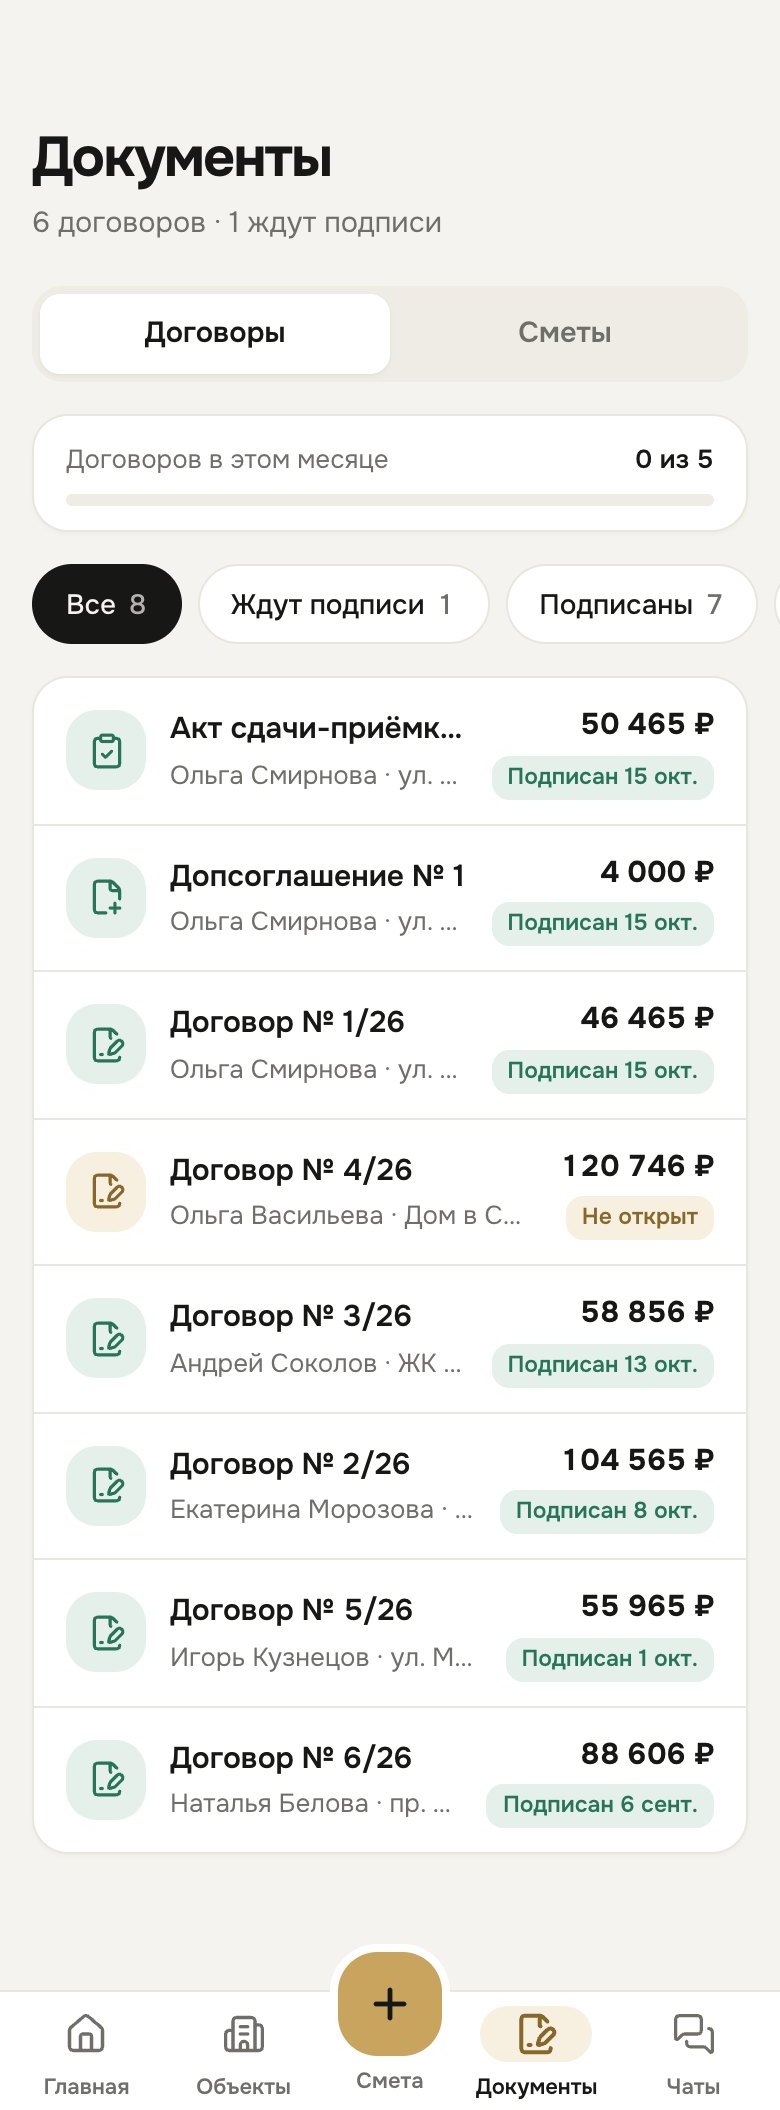 Документы
6 договоров · 1 ждут подписи
Договоры
Сметы
Договоров в этом месяце
0 из 5
Все 8
Ждут подписи 1
Подписаны 7
Акт сдачи-приёмк...
50 465 ₽
Ольга Смирнова · ул. ...
Подписан 15 окт.
Допсоглашение № 1
4 000 ₽
Ольга Смирнова · ул. ...
Подписан 15 окт.
Договор № 1/26
46 465 ₽
Ольга Смирнова · ул. ...
Подписан 15 окт.
Договор № 4/26
120 746 ₽
Ольга Васильева · Дом в С...
Не открыт
Договор № 3/26
58 856 ₽
Андрей Соколов · ЖК ...
Подписан 13 окт.
Договор № 2/26
104 565 ₽
Екатерина Морозова · ...
Подписан 8 окт.
Договор № 5/26
55 965 ₽
Игорь Кузнецов · ул. М...
Подписан 1 окт.
Договор № 6/26
88 606 ₽
Наталья Белова · пр. ...
Подписан 6 сент.
Главная
Объекты
Смета
Документы
Чаты